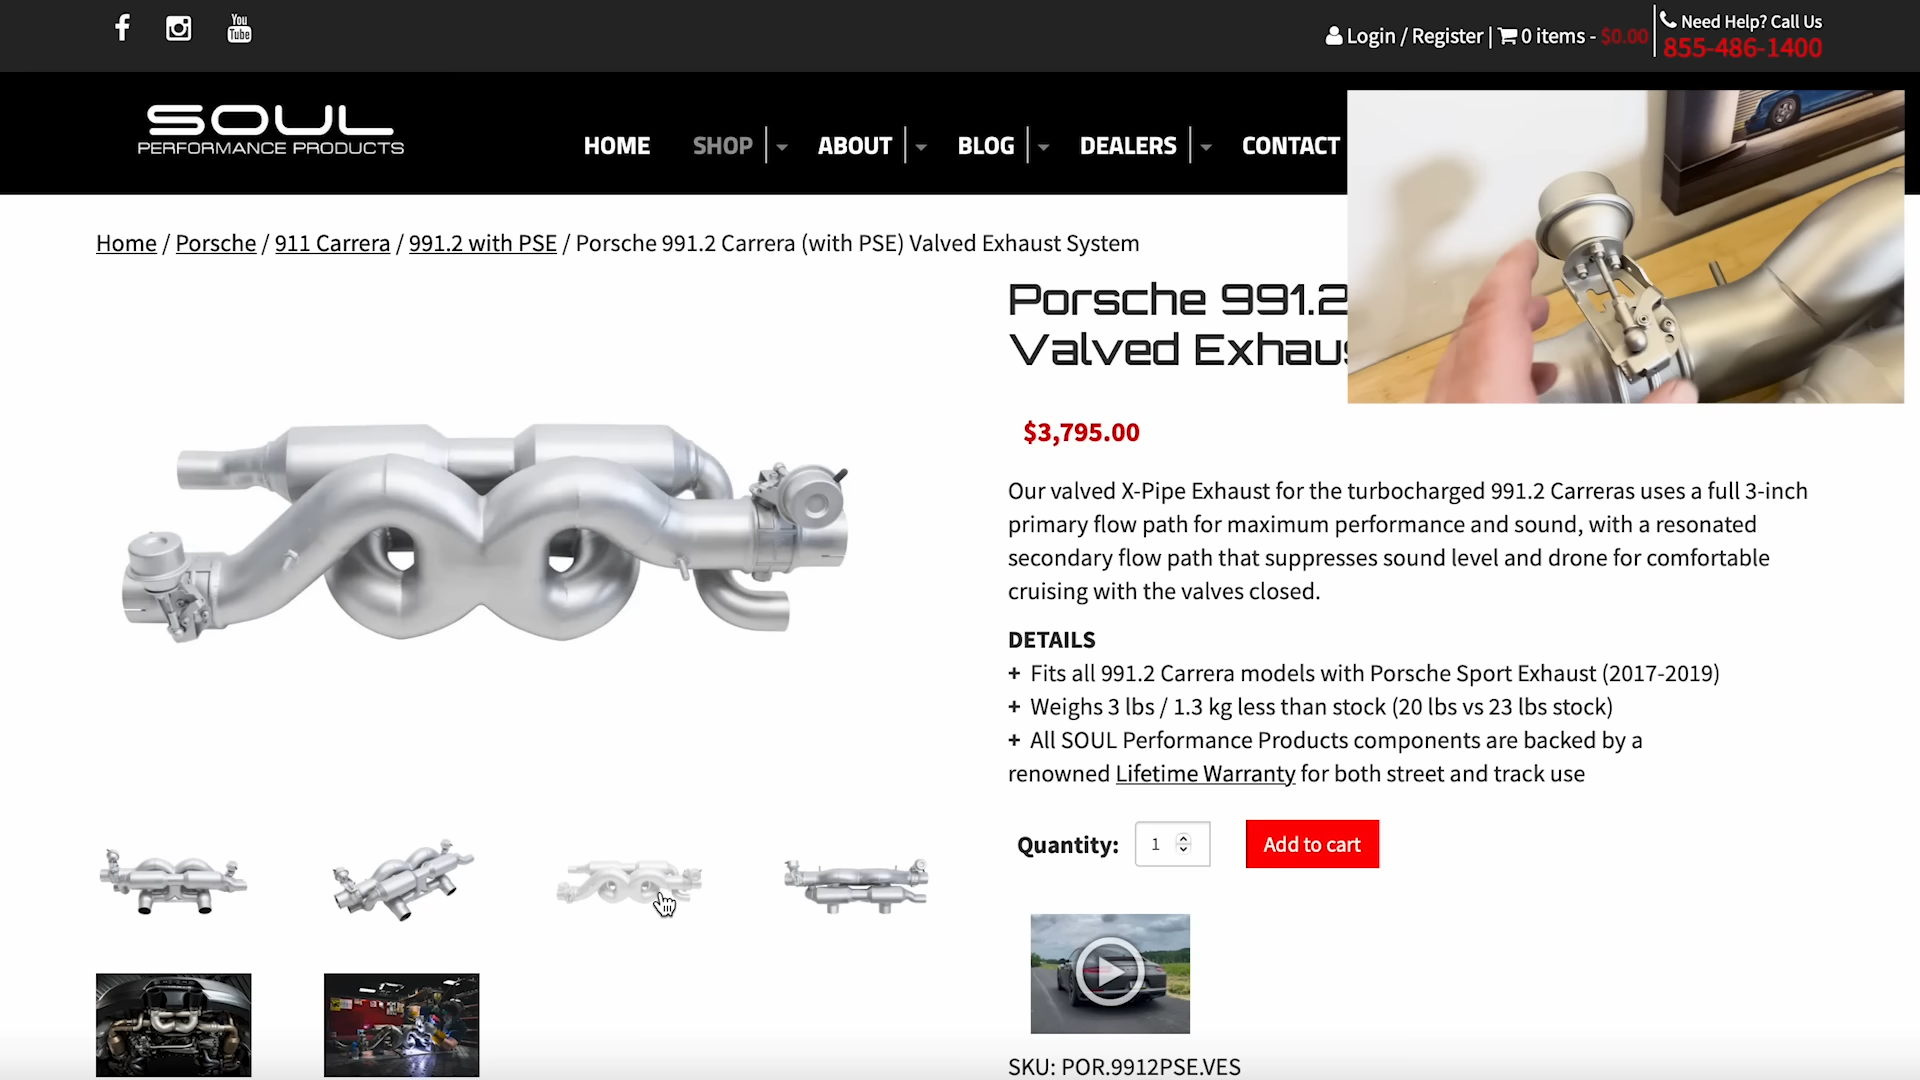 You
Tube
Login / Register | 0 items - $0.00
Need Help? Call Us
855-486-1400
SOUL
PERFORMANCE PRODUCTS
HOME SHOP ABOUT BLOG DEALERS CONTACT
Home / Porsche / 911 Carrera / 991.2 with PSE / Porsche 991.2 Carrera (with PSE) Valved Exhaust System
Porsche 991.2
Valved Exhaus
$3,795.00
Our valved X-Pipe Exhaust for the turbocharged 991.2 Carreras uses a full 3-inch
primary flow path for maximum performance and sound, with a resonated
secondary flow path that suppresses sound level and drone for comfortable
cruising with the valves closed.
DETAILS
+ Fits all 991.2 Carrera models with Porsche Sport Exhaust (2017-2019)
+ Weighs 3 lbs / 1.3 kg less than stock (20 lbs vs 23 lbs stock)
+ All SOUL Performance Products components are backed by a
renowned Lifetime Warranty for both street and track use
Quantity: 1 Add to cart
SKU: POR.9912PSE.VES